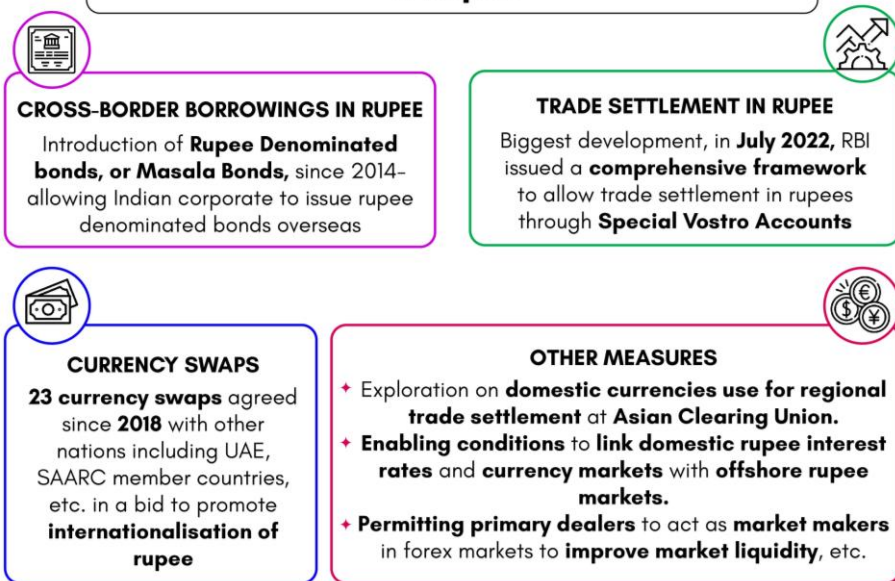 CROSS-BORDER BORROWINGS IN RUPEE
Introduction of Rupee Denominated
bonds, or Masala Bonds, since 2014-
allowing Indian corporate to issue rupee
denominated bonds overseas
TRADE SETTLEMENT IN RUPEE
Biggest development, in July 2022, RBI
issued a comprehensive framework
to allow trade settlement in rupees
through Special Vostro Accounts
CURRENCY SWAPS
23 currency swaps agreed
since 2018 with other
nations including UAE,
SAARC member countries,
etc. in a bid to promote
internationalisation of
rupee
OTHER MEASURES
✦ Exploration on domestic currencies use for regional
trade settlement at Asian Clearing Union.
✦ Enabling conditions to link domestic rupee interest
rates and currency markets with offshore rupee
markets.
✦ Permitting primary dealers to act as market makers
in forex markets to improve market liquidity, etc.